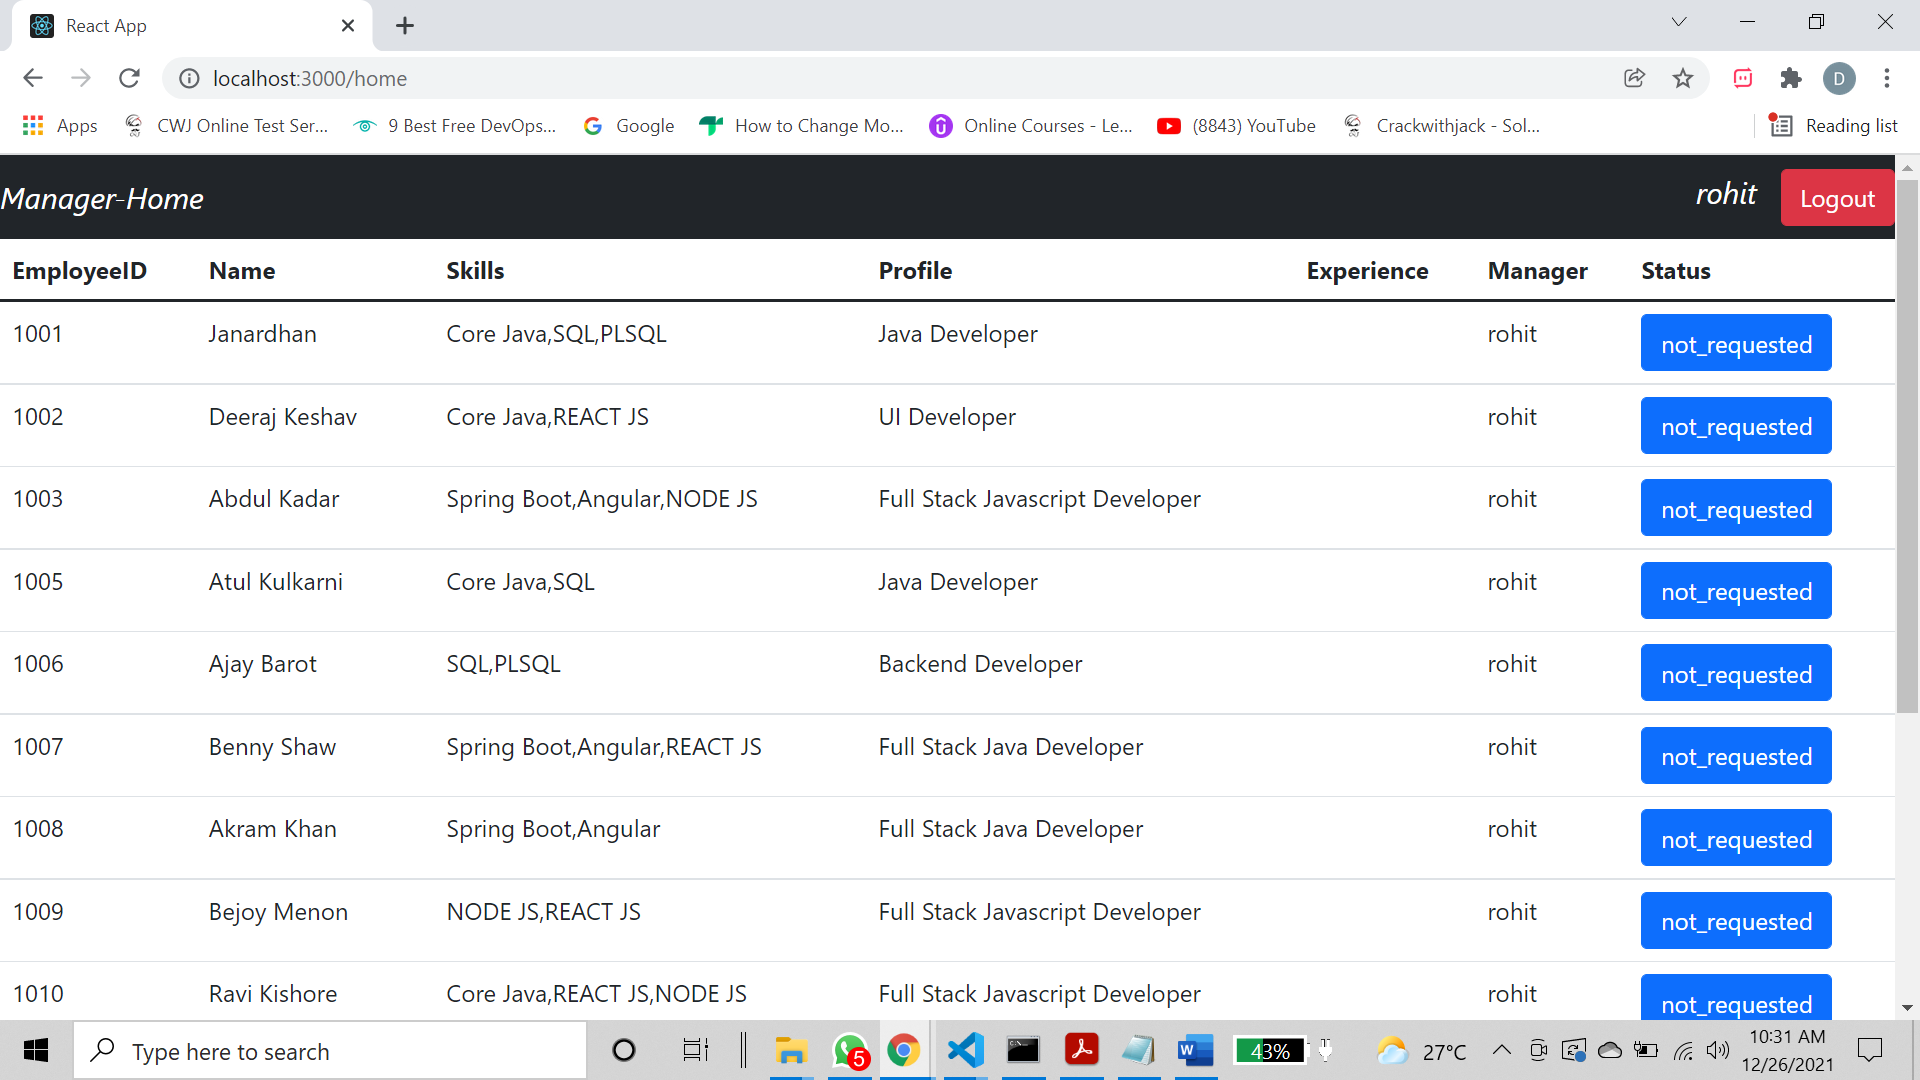 React App
localhost:3000/home
D
Apps CWJ Online Test Ser... 9 Best Free DevOps... Google How to Change Mo... Online Courses - Le... (8843) YouTube Crackwithjack - Sol... Reading list
Manager-Home rohit Logout
EmployeeID Name Skills Profile Experience Manager Status
1001 Janardhan Core Java,SQL,PLSQL Java Developer rohit not_requested
1002 Deeraj Keshav Core Java,REACT JS UI Developer rohit not_requested
1003 Abdul Kadar Spring Boot,Angular,NODE JS Full Stack Javascript Developer rohit not_requested
1005 Atul Kulkarni Core Java,SQL Java Developer rohit not_requested
1006 Ajay Barot SQL,PLSQL Backend Developer rohit not_requested
1007 Benny Shaw Spring Boot,Angular,REACT JS Full Stack Java Developer rohit not_requested
1008 Akram Khan Spring Boot,Angular Full Stack Java Developer rohit not_requested
1009 Bejoy Menon NODE JS,REACT JS Full Stack Javascript Developer rohit not_requested
1010 Ravi Kishore Core Java,REACT JS,NODE JS Full Stack Javascript Developer rohit not_requested
Type here to search 5 W 43% 27°C 10:31 AM
12/26/2021